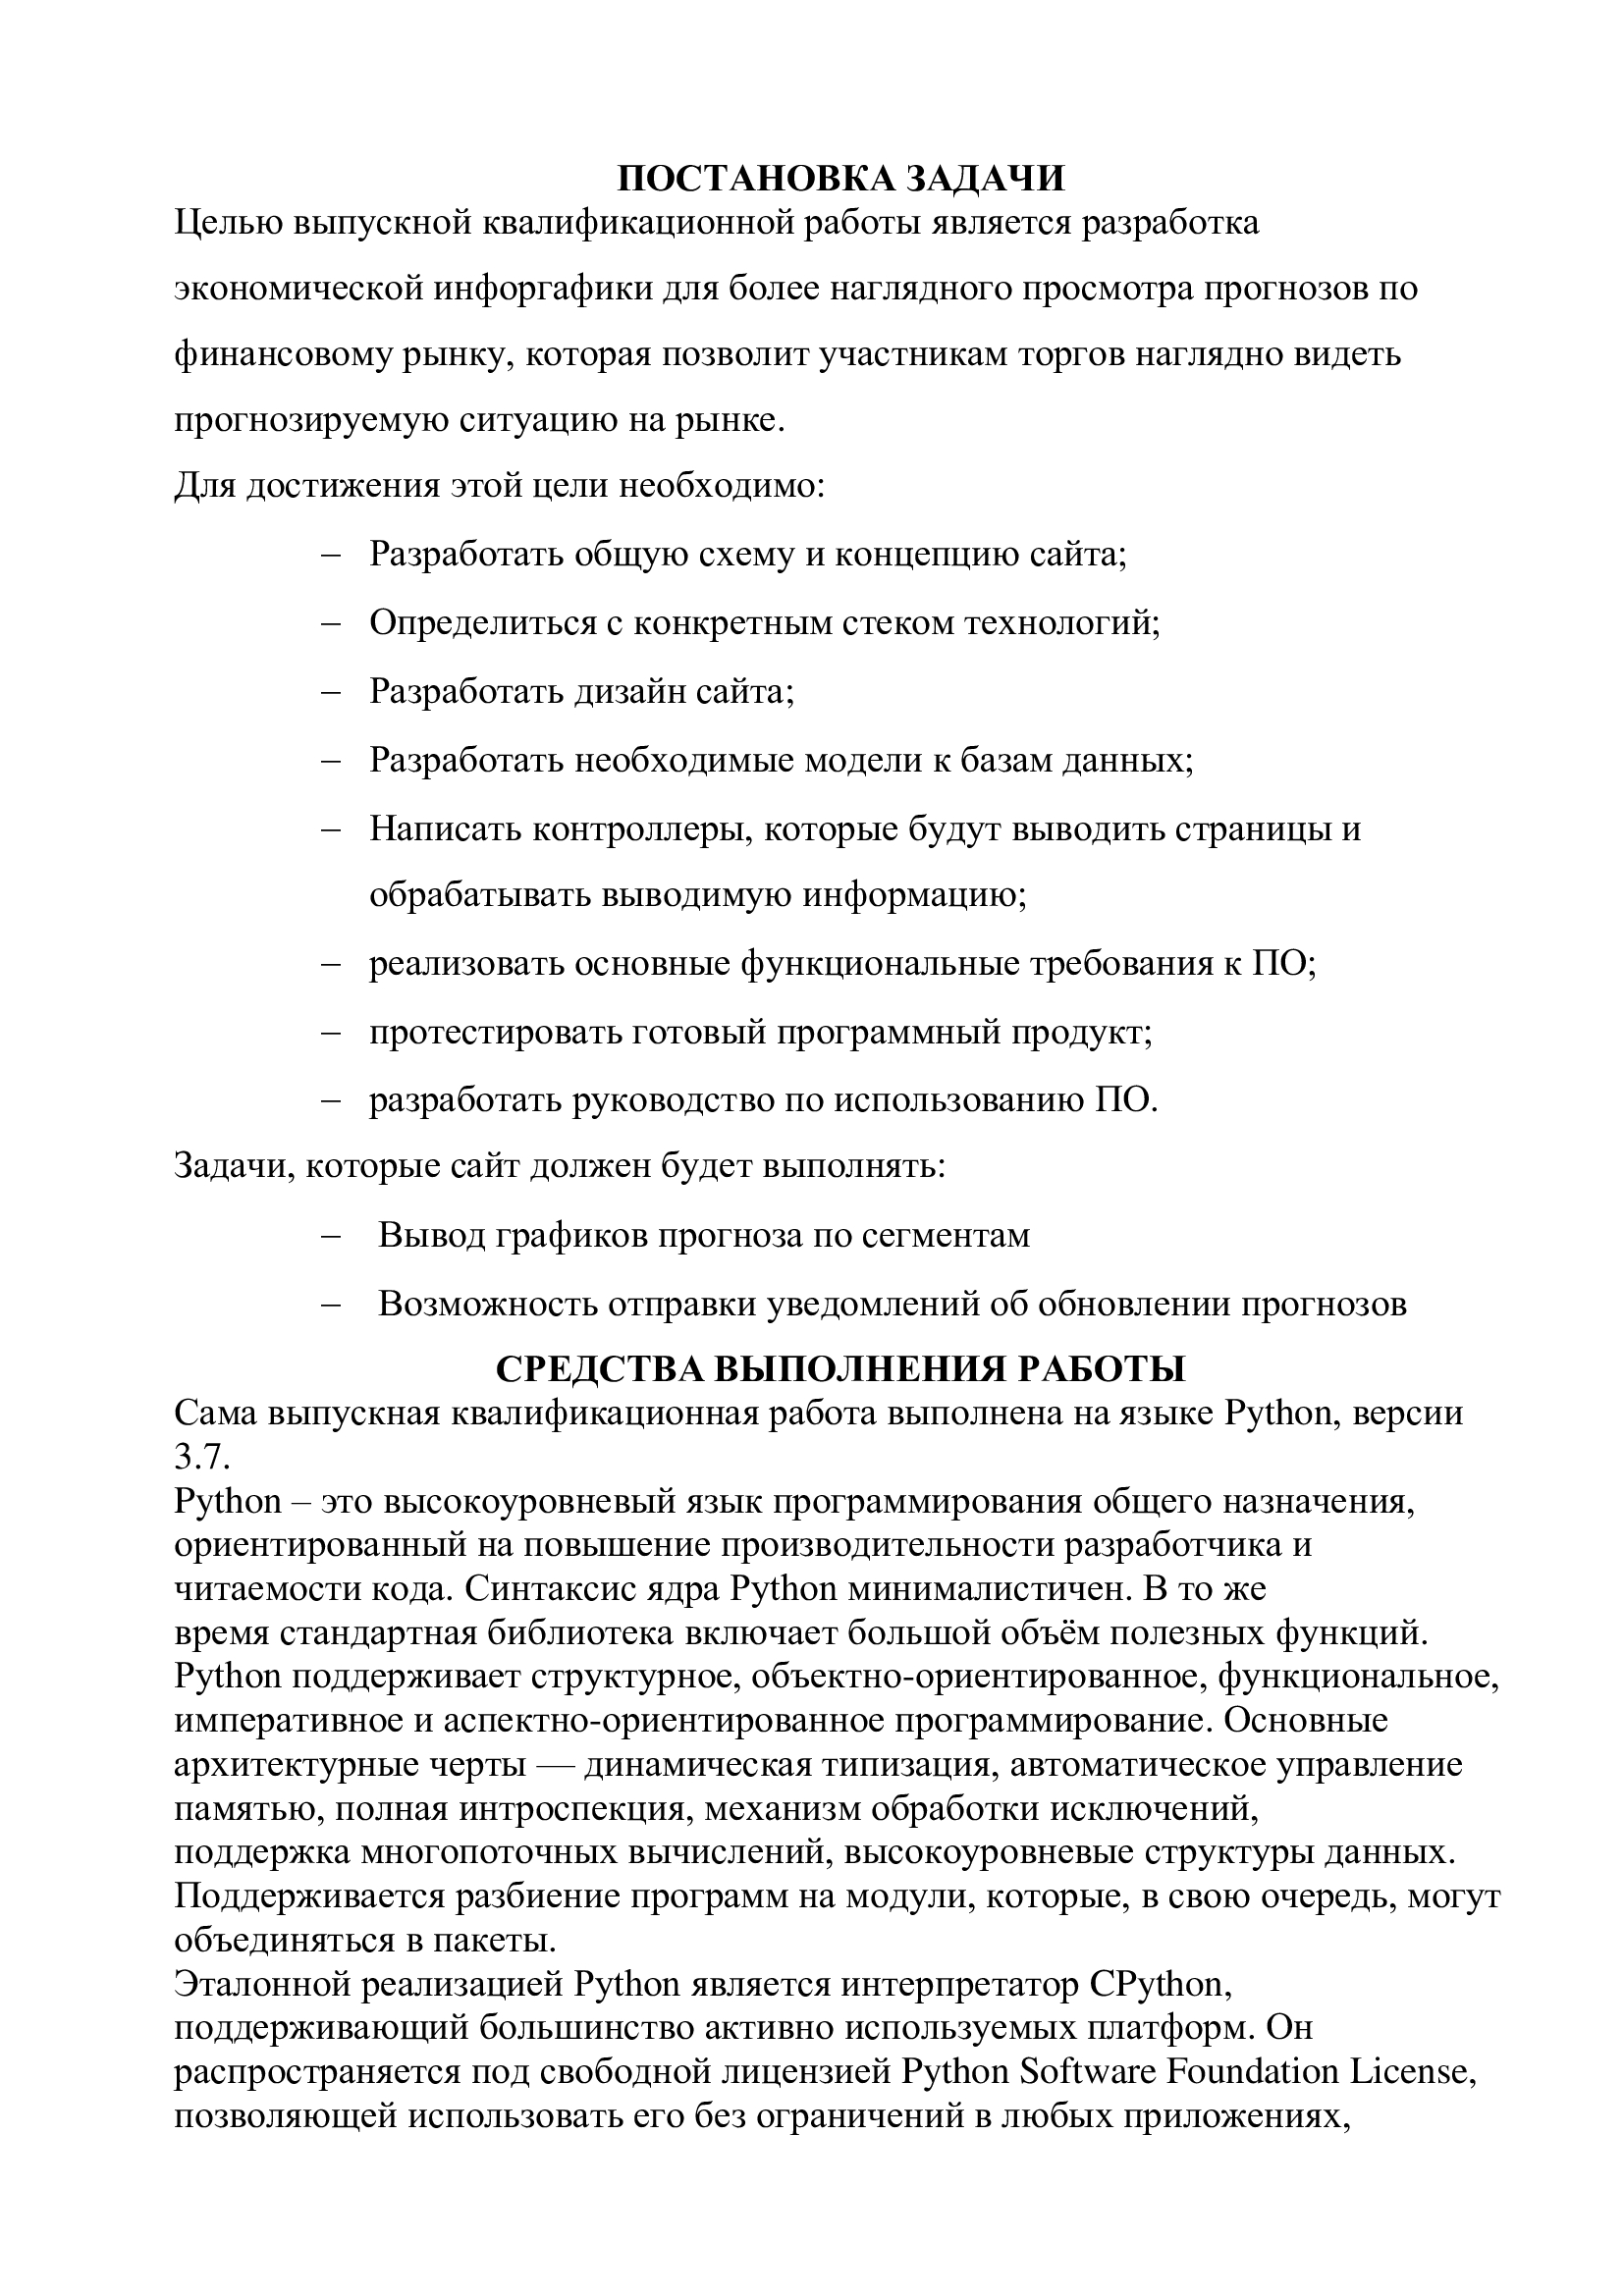 ПОСТАНОВКА ЗАДАЧИ
Целью выпускной квалификационной работы является разработка
экономической инфоргафики для более наглядного просмотра прогнозов по
финансовому рынку, которая позволит участникам торгов наглядно видеть
прогнозируемую ситуацию на рынке.
Для достижения этой цели необходимо:
– Разработать общую схему и концепцию сайта;
– Определиться с конкретным стеком технологий;
– Разработать дизайн сайта;
– Разработать необходимые модели к базам данных;
– Написать контроллеры, которые будут выводить страницы и
обрабатывать выводимую информацию;
– реализовать основные функциональные требования к ПО;
– протестировать готовый программный продукт;
– разработать руководство по использованию ПО.
Задачи, которые сайт должен будет выполнять:
– Вывод графиков прогноза по сегментам
– Возможность отправки уведомлений об обновлении прогнозов
СРЕДСТВА ВЫПОЛНЕНИЯ РАБОТЫ
Сама выпускная квалификационная работа выполнена на языке Python, версии
3.7.
Python – это высокоуровневый язык программирования общего назначения,
ориентированный на повышение производительности разработчика и
читаемости кода. Синтаксис ядра Python минималистичен. В то же
время стандартная библиотека включает большой объём полезных функций.
Python поддерживает структурное, объектно-ориентированное, функциональное,
императивное и аспектно-ориентированное программирование. Основные
архитектурные черты — динамическая типизация, автоматическое управление
памятью, полная интроспекция, механизм обработки исключений,
поддержка многопоточных вычислений, высокоуровневые структуры данных.
Поддерживается разбиение программ на модули, которые, в свою очередь, могут
объединяться в пакеты.
Эталонной реализацией Python является интерпретатор CPython,
поддерживающий большинство активно используемых платформ. Он
распространяется под свободной лицензией Python Software Foundation License,
позволяющей использовать его без ограничений в любых приложениях,